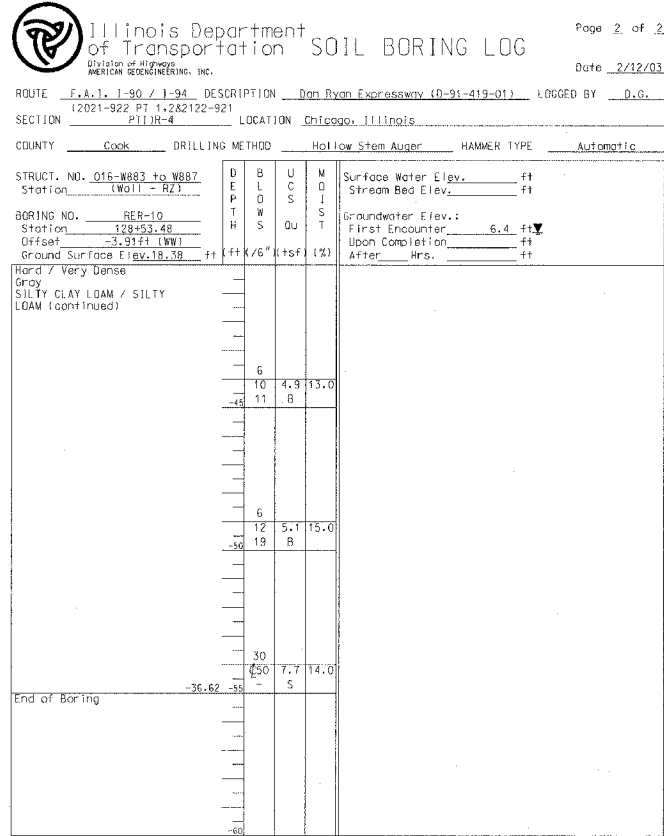 Illinois Department
of Transportation
Division of Highways
AMERICAN GEOENGINEERING, INC.
SOIL BORING LOG
Page 2 of 2
Date 2/12/03
ROUTE F.A.I. I-90 / I-94 DESCRIPTION Dan Ryan Expressway (D-91-419-01) LOGGED BY D.G.
(2021-922 PT 1,2&2122-921
SECTION PTI)R-4 LOCATION Chicago, Illinois
COUNTY Cook DRILLING METHOD Hollow Stem Auger HAMMER TYPE Automatic
STRUCT. NO. 016-W883 to W887
Station (Wall - RZ)
BORING NO. RER-10
Station 128+53.48
Offset -3.91ft (WW)
Ground Surface Elev. 18.38 ft
DEPTH (ft)
BLOWS (/6")
UCS Qu (tsf)
MOIST (%)
Surface Water Elev. ft
Stream Bed Elev. ft
Groundwater Elev.:
First Encounter 6.4 ft▼
Upon Completion ft
After Hrs. ft
Hard / Very Dense
Gray
SILTY CLAY LOAM / SILTY
LOAM (continued)
6
10 4.9 13.0
-45 11 B
6
12 5.1 15.0
-50 19 B
30
50 7.7 14.0
-36.62 -55 - S
End of Boring
-60